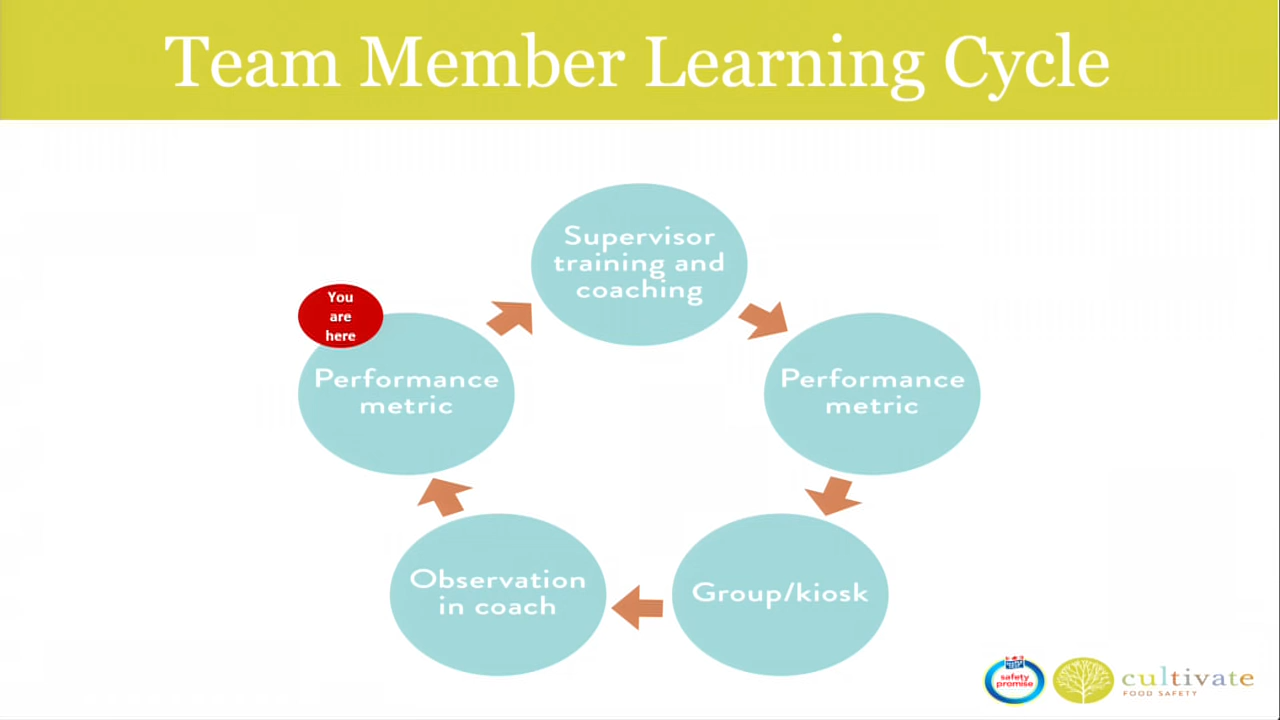 Team Member Learning Cycle
Supervisor
training and
coaching
You
are
here
Performance
metric
Performance
metric
Observation
in coach
Group/kiosk
safety
promise
cultivate
FOOD SAFETY